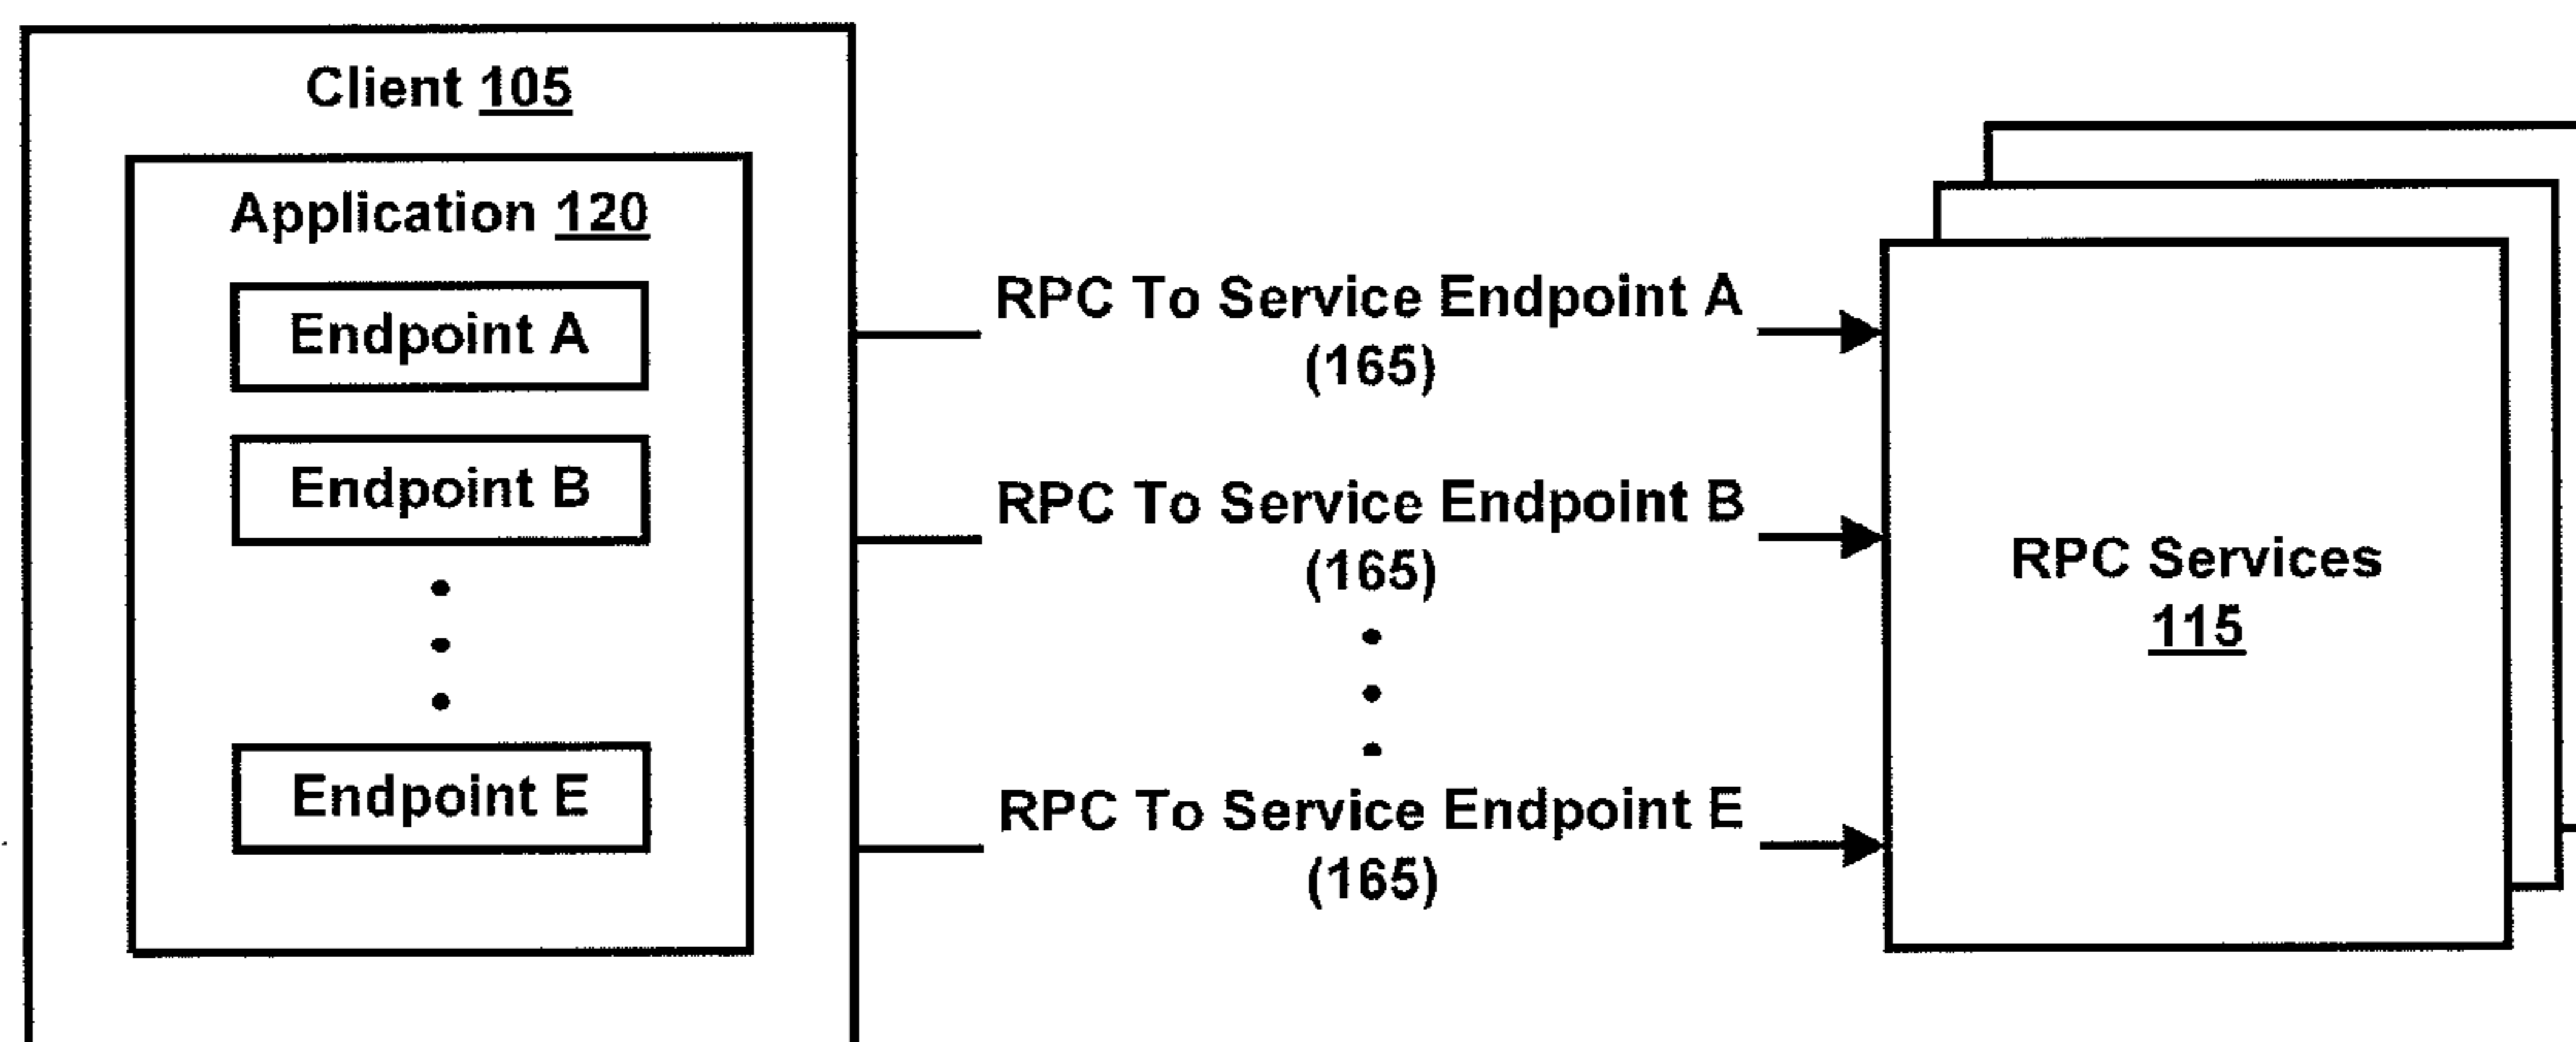 Client 105
Application 120
Endpoint A
Endpoint B
Endpoint E
RPC To Service Endpoint A
(165)
RPC To Service Endpoint B
(165)
RPC To Service Endpoint E
(165)
RPC Services
115